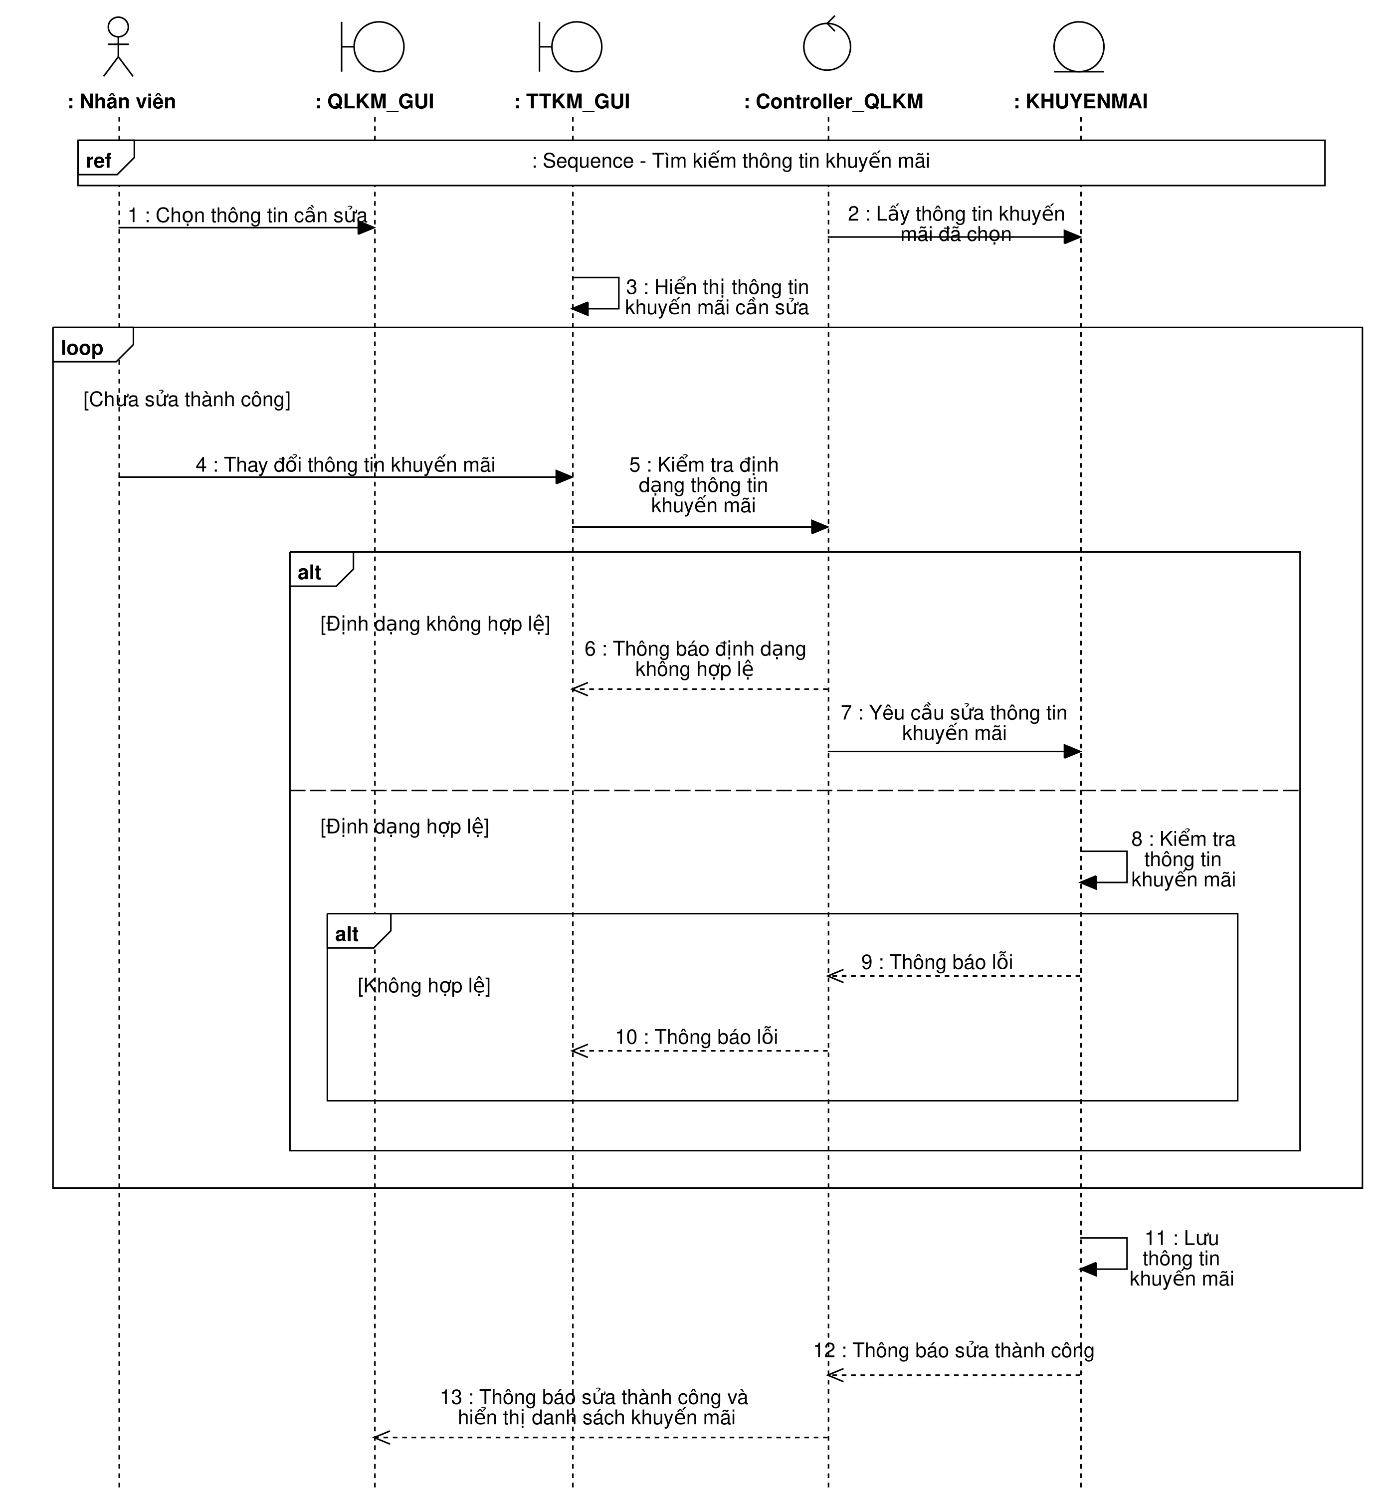 : Nhân viên
: QLKM_GUI
: TTKM_GUI
: Controller_QLKM
: KHUYENMAI
ref
: Sequence - Tìm kiếm thông tin khuyến mãi
1 : Chọn thông tin cần sửa
2 : Lấy thông tin khuyến
mãi đã chọn
3 : Hiển thị thông tin
khuyến mãi cần sửa
loop
[Chưa sửa thành công]
4 : Thay đổi thông tin khuyến mãi
5 : Kiểm tra định
dạng thông tin
khuyến mãi
alt
[Định dạng không hợp lệ]
6 : Thông báo định dạng
không hợp lệ
7 : Yêu cầu sửa thông tin
khuyến mãi
[Định dạng hợp lệ]
8 : Kiểm tra
thông tin
khuyến mãi
alt
9 : Thông báo lỗi
[Không hợp lệ]
10 : Thông báo lỗi
11 : Lưu
thông tin
khuyến mãi
12 : Thông báo sửa thành công
13 : Thông báo sửa thành công và
hiển thị danh sách khuyến mãi